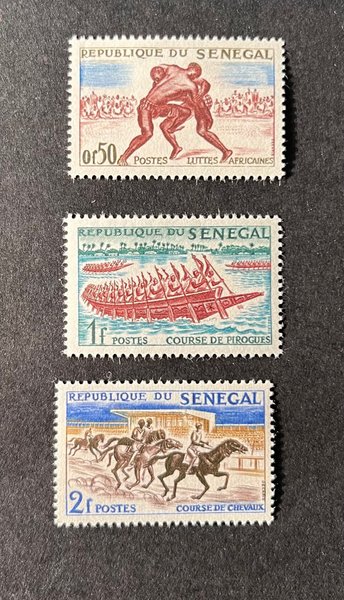 REPUBLIQUE DU SENEGAL
0f50 POSTES LUTTES AFRICAINES
REPUBLIQUE DU SENEGAL
1f POSTES COURSE DE PIROGUES
REPUBLIQUE DU SENEGAL
2f POSTES COURSE DE CHEVAUX